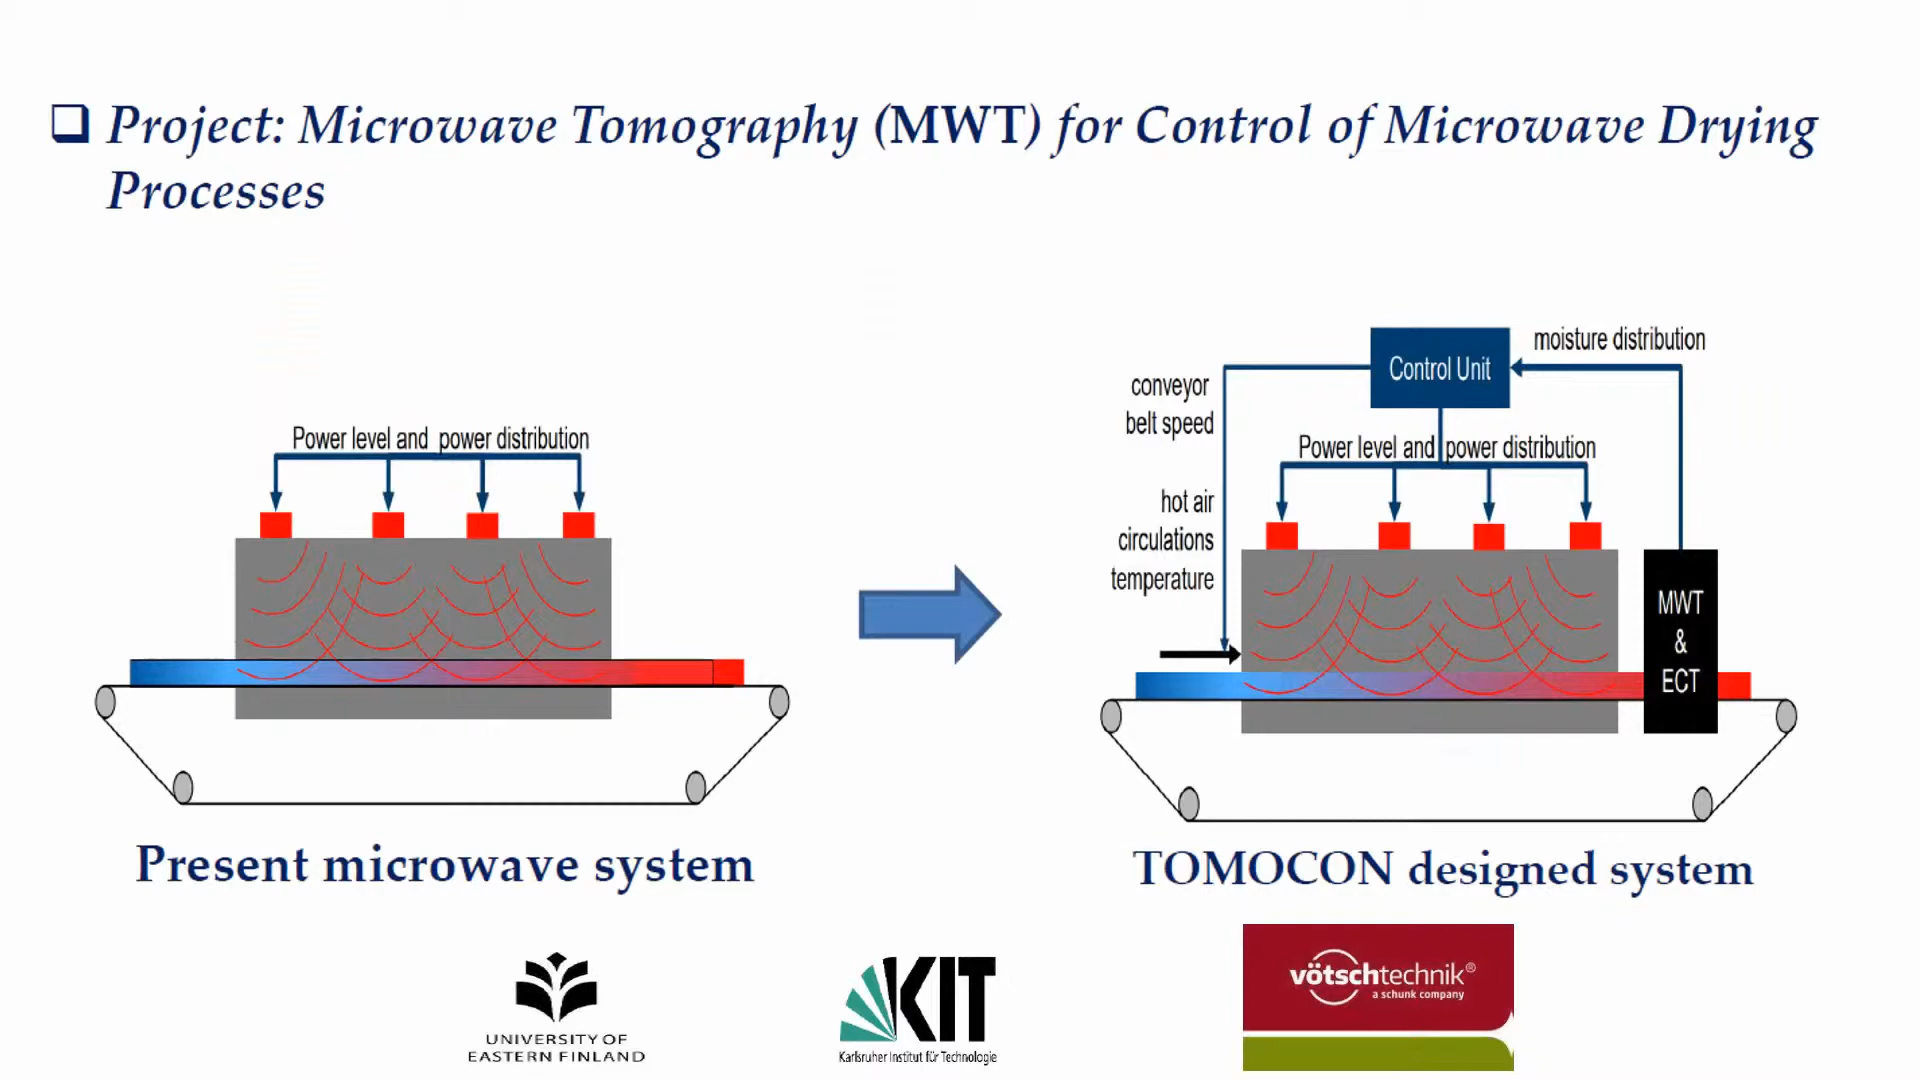 Project: Microwave Tomography (MWT) for Control of Microwave Drying
Processes
Power level and power distribution
Present microwave system
Control Unit
moisture distribution
conveyor
belt speed
Power level and power distribution
hot air
circulations
temperature
MWT
&
ECT
TOMOCON designed system
UNIVERSITY OF
EASTERN FINLAND
KIT
Karlsruher Institut für Technologie
vötschtechnik®
a schunk company